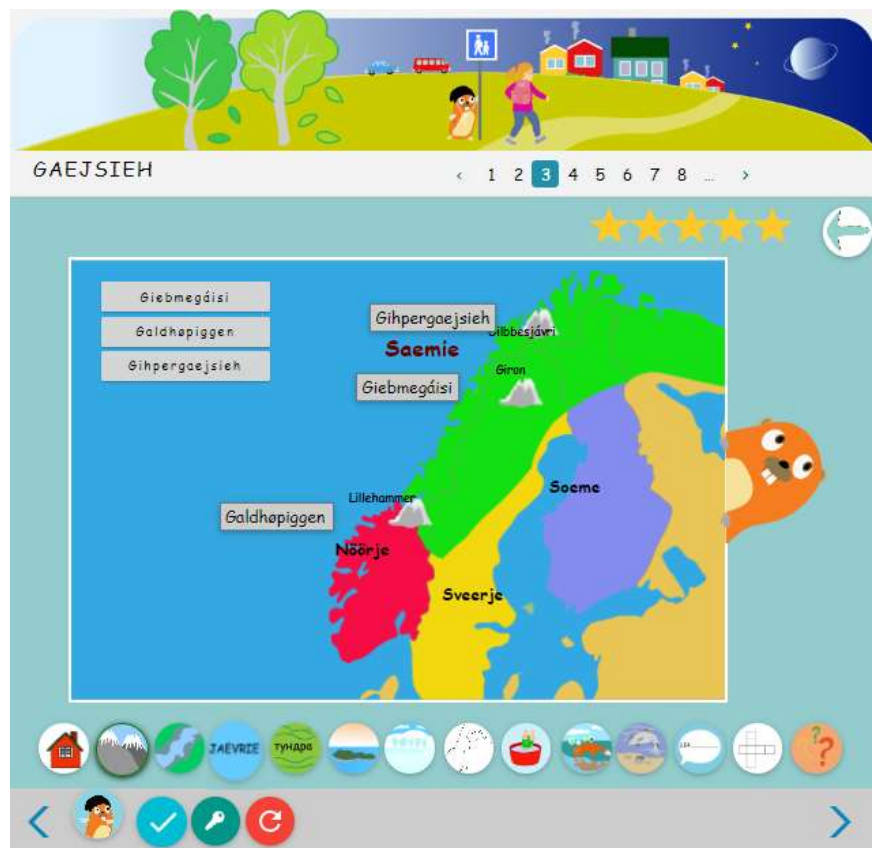 GAEJSIEH
‹ 1 2 3 4 5 6 7 8 … ›
Giebmegáisi
Galdhøpiggen
Gihpergaejsieh
Gihpergaejsieh
Gilbbesjávri
Saemie
Giron
Giebmegáisi
Soeme
Lillehammer
Galdhøpiggen
Nöörje
Sveerje
JAEVRIE
ТУНДРА
? ?